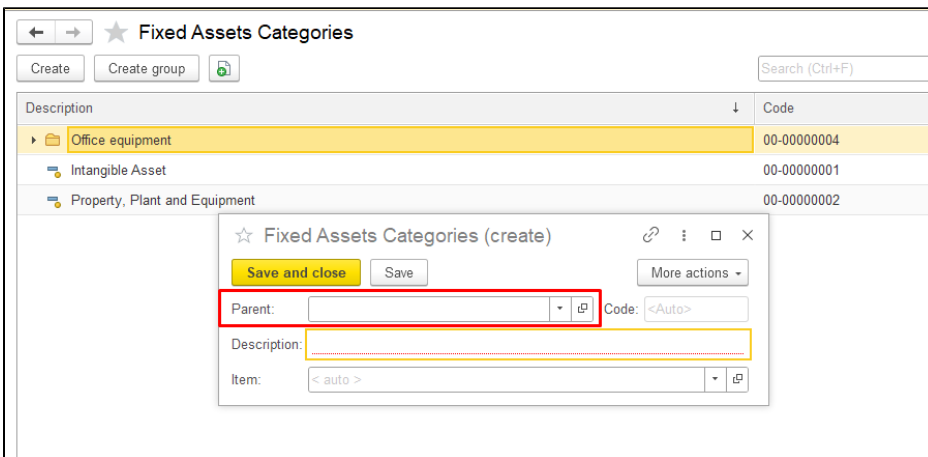 Fixed Assets Categories
Create Create group Search (Ctrl+F)
Description ↓ Code
Office equipment 00-00000004
Intangible Asset 00-00000001
Property, Plant and Equipment 00-00000002
Fixed Assets Categories (create)
Save and close Save More actions
Parent: Code: <Auto>
Description:
Item: < auto >